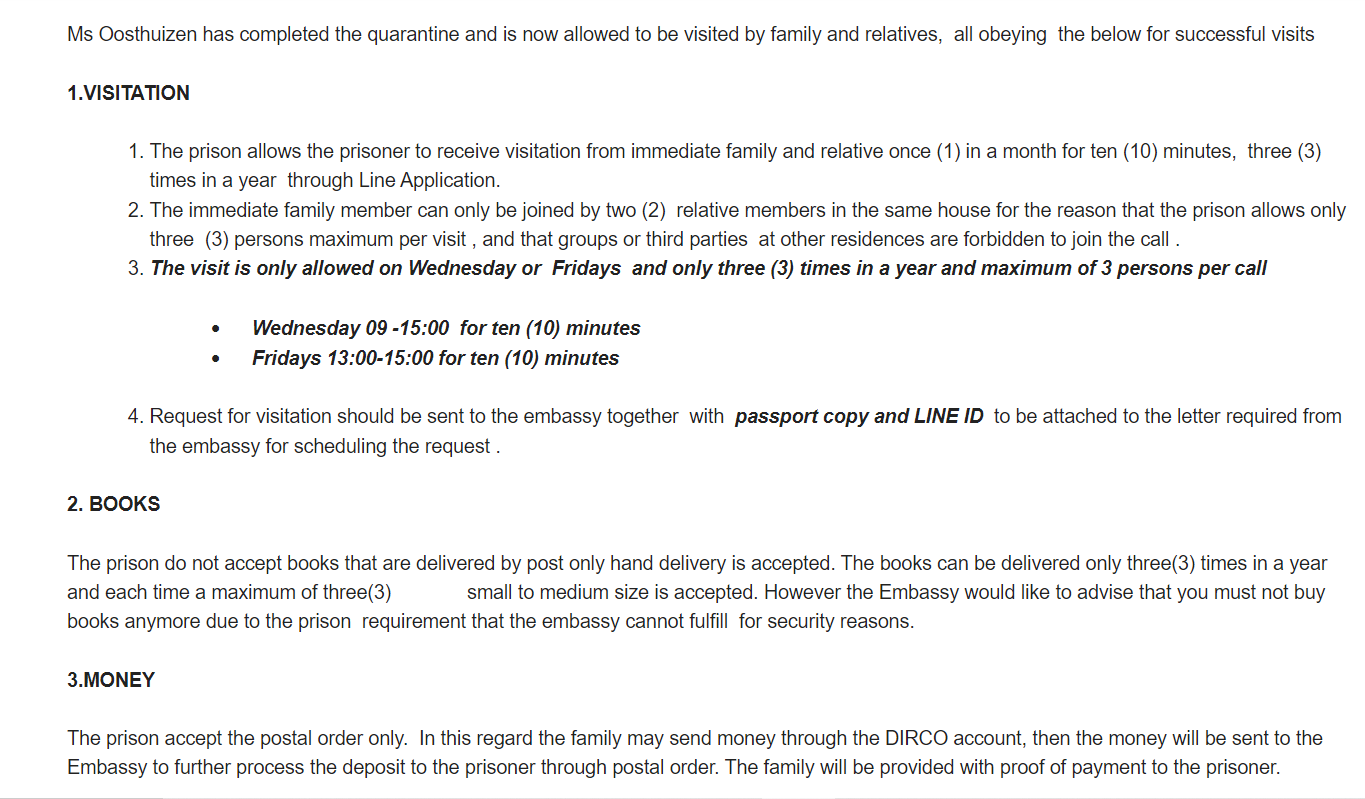 Ms Oosthuizen has completed the quarantine and is now allowed to be visited by family and relatives,  all obeying  the below for successful visits
1.VISITATION
1. The prison allows the prisoner to receive visitation from immediate family and relative once (1) in a month for ten (10) minutes,  three (3)
times in a year  through Line Application.
2. The immediate family member can only be joined by two (2)  relative members in the same house for the reason that the prison allows only
three  (3) persons maximum per visit , and that groups or third parties  at other residences are forbidden to join the call .
3. The visit is only allowed on Wednesday or  Fridays  and only three (3) times in a year and maximum of 3 persons per call
• Wednesday 09 -15:00  for ten (10) minutes
• Fridays 13:00-15:00 for ten (10) minutes
4. Request for visitation should be sent to the embassy together  with  passport copy and LINE ID  to be attached to the letter required from
the embassy for scheduling the request .
2. BOOKS
The prison do not accept books that are delivered by post only hand delivery is accepted. The books can be delivered only three(3) times in a year
and each time a maximum of three(3)            small to medium size is accepted. However the Embassy would like to advise that you must not buy
books anymore due to the prison  requirement that the embassy cannot fulfill  for security reasons.
3.MONEY
The prison accept the postal order only.  In this regard the family may send money through the DIRCO account, then the money will be sent to the
Embassy to further process the deposit to the prisoner through postal order. The family will be provided with proof of payment to the prisoner.